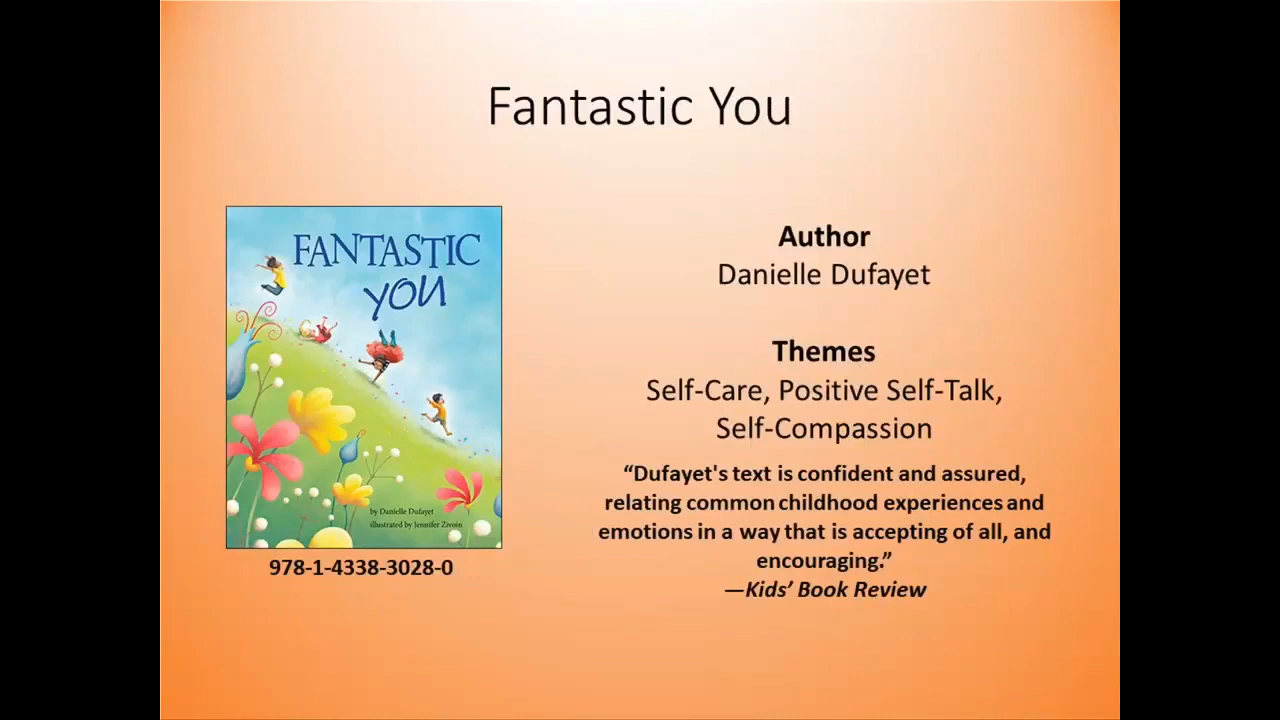 Fantastic You
FANTASTIC
YOU
by Danielle Dufayet
illustrated by Jennifer Zivoin
978-1-4338-3028-0
Author
Danielle Dufayet
Themes
Self-Care, Positive Self-Talk,
Self-Compassion
“Dufayet's text is confident and assured,
relating common childhood experiences and
emotions in a way that is accepting of all, and
encouraging.”
—Kids’ Book Review